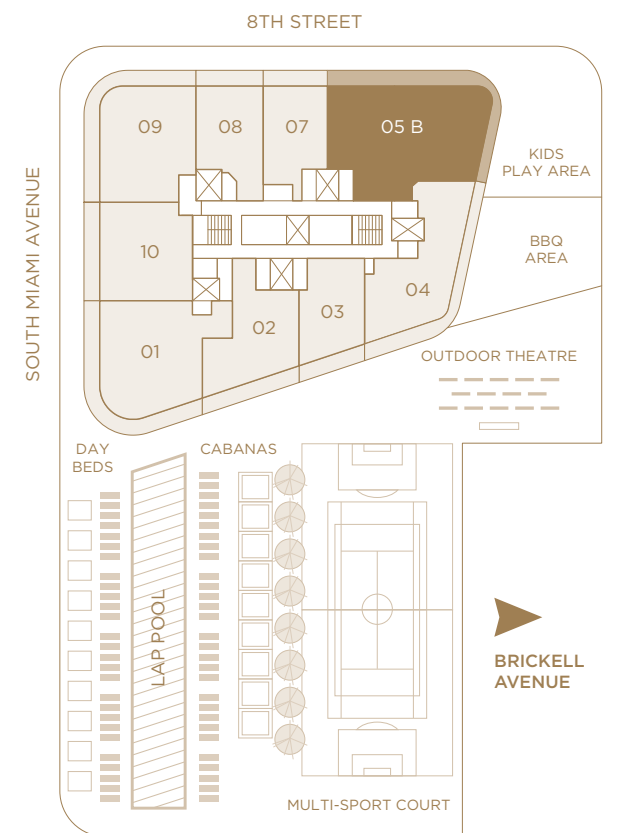 8TH STREET
SOUTH MIAMI AVENUE
09
08
07
05 B
KIDS
PLAY AREA
10
BBQ
AREA
04
03
02
01
OUTDOOR THEATRE
DAY
BEDS
CABANAS
LAP POOL
BRICKELL
AVENUE
MULTI-SPORT COURT